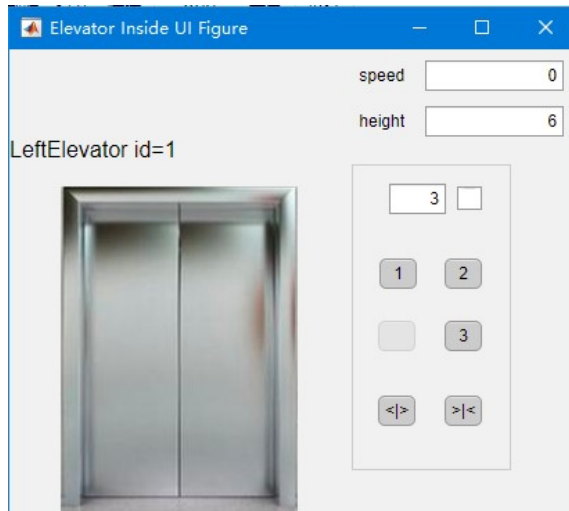 Elevator Inside UI Figure
speed 0
height 6
LeftElevator id=1
3
1 2
3
<|> >|<